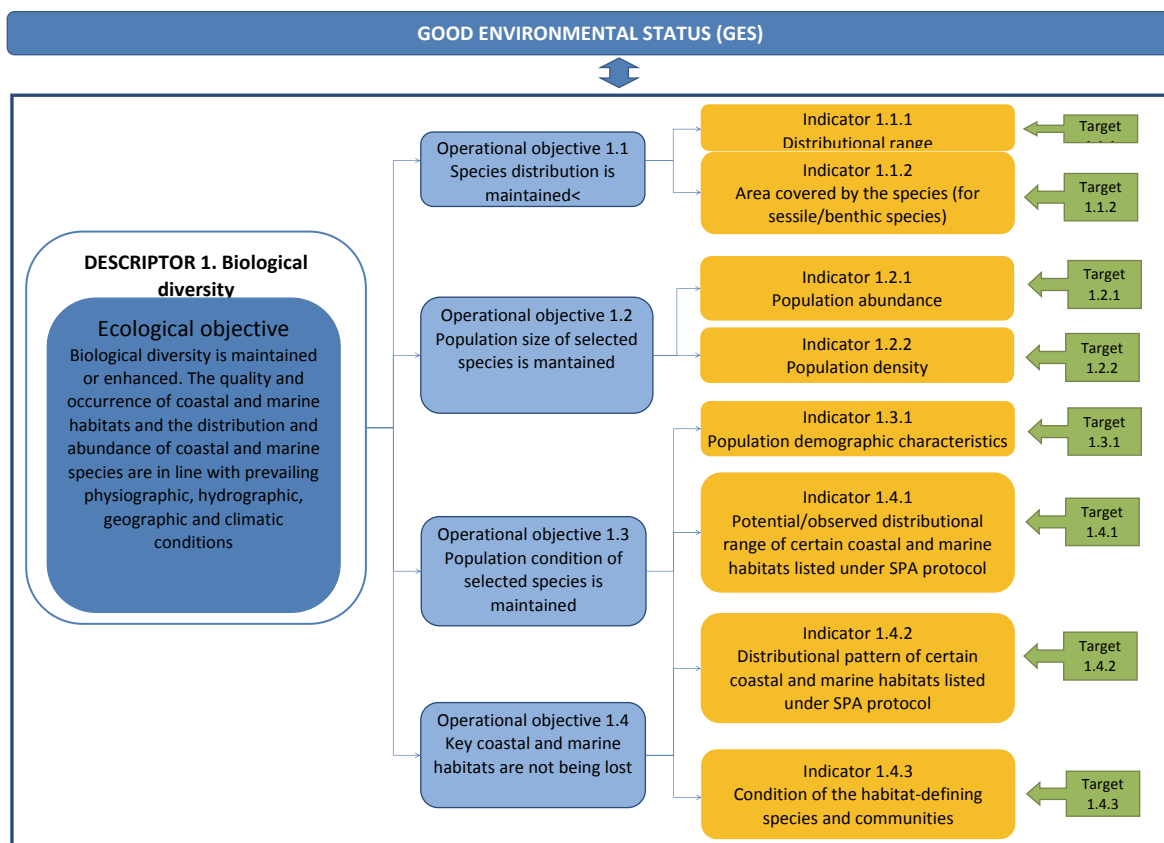 GOOD ENVIRONMENTAL STATUS (GES)
DESCRIPTOR 1. Biological
diversity
Ecological objective
Biological diversity is maintained
or enhanced. The quality and
occurrence of coastal and marine
habitats and the distribution and
abundance of coastal and marine
species are in line with prevailing
physiographic, hydrographic,
geographic and climatic
conditions
Operational objective 1.1
Species distribution is
maintained<
Operational objective 1.2
Population size of selected
species is mantained
Operational objective 1.3
Population condition of
selected species is
maintained
Operational objective 1.4
Key coastal and marine
habitats are not being lost
Indicator 1.1.1
Distributional range
Indicator 1.1.2
Area covered by the species (for
sessile/benthic species)
Indicator 1.2.1
Population abundance
Indicator 1.2.2
Population density
Indicator 1.3.1
Population demographic characteristics
Indicator 1.4.1
Potential/observed distributional
range of certain coastal and marine
habitats listed under SPA protocol
Indicator 1.4.2
Distributional pattern of certain
coastal and marine habitats listed
under SPA protocol
Indicator 1.4.3
Condition of the habitat-defining
species and communities
Target
Target
1.1.2
Target
1.2.1
Target
1.2.2
Target
1.3.1
Target
1.4.1
Target
1.4.2
Target
1.4.3